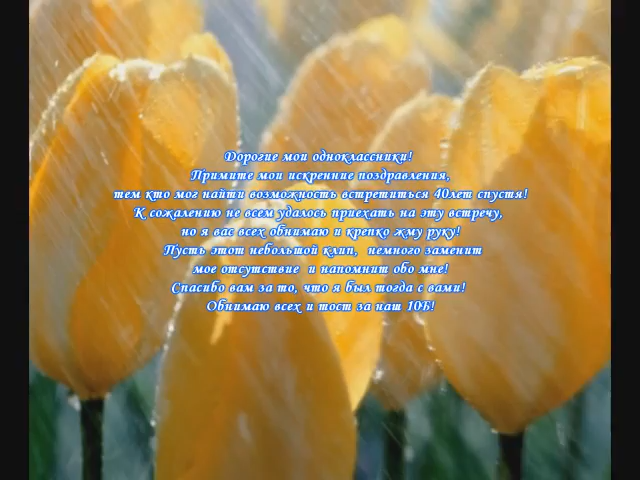 Дорогие мои одноклассники!
Примите мои искренние поздравления,
тем кто мог найти возможность встретиться 40лет спустя!
К сожалению не всем удалось приехать на эту встречу,
но я вас всех обнимаю и крепко жму руку!
Пусть этот небольшой клип, немного заменит
мое отсутствие и напомнит обо мне!
Спасибо вам за то, что я был тогда с вами!
Обнимаю всех и тост за наш 10Б!